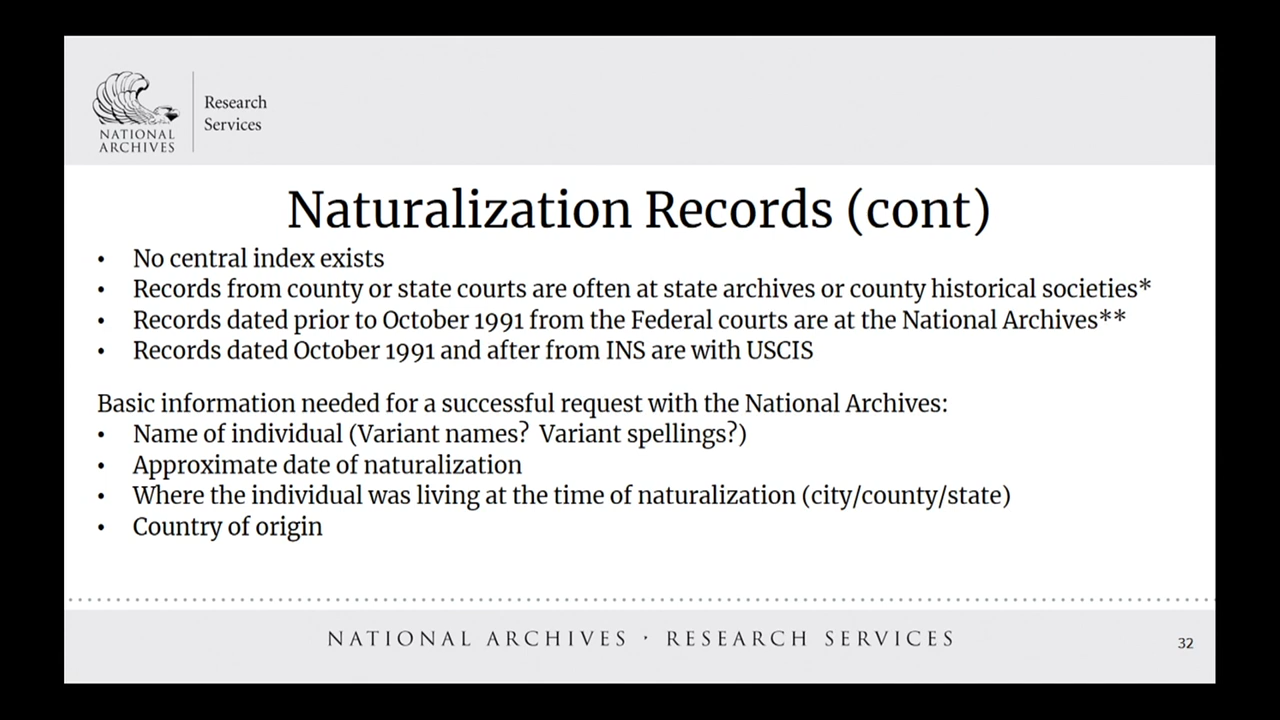 NATIONAL
ARCHIVES
Research
Services
Naturalization Records (cont)
• No central index exists
• Records from county or state courts are often at state archives or county historical societies*
• Records dated prior to October 1991 from the Federal courts are at the National Archives**
• Records dated October 1991 and after from INS are with USCIS
Basic information needed for a successful request with the National Archives:
• Name of individual (Variant names?  Variant spellings?)
• Approximate date of naturalization
• Where the individual was living at the time of naturalization (city/county/state)
• Country of origin
NATIONAL ARCHIVES · RESEARCH SERVICES
32